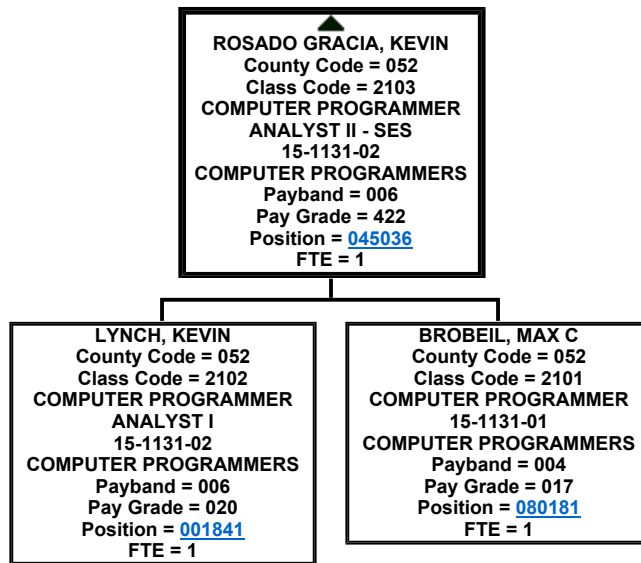 ROSADO GRACIA, KEVIN
County Code = 052
Class Code = 2103
COMPUTER PROGRAMMER
ANALYST II - SES
15-1131-02
COMPUTER PROGRAMMERS
Payband = 006
Pay Grade = 422
Position = 045036
FTE = 1
LYNCH, KEVIN
County Code = 052
Class Code = 2102
COMPUTER PROGRAMMER
ANALYST I
15-1131-02
COMPUTER PROGRAMMERS
Payband = 006
Pay Grade = 020
Position = 001841
FTE = 1
BROBEIL, MAX C
County Code = 052
Class Code = 2101
COMPUTER PROGRAMMER
15-1131-01
COMPUTER PROGRAMMERS
Payband = 004
Pay Grade = 017
Position = 080181
FTE = 1